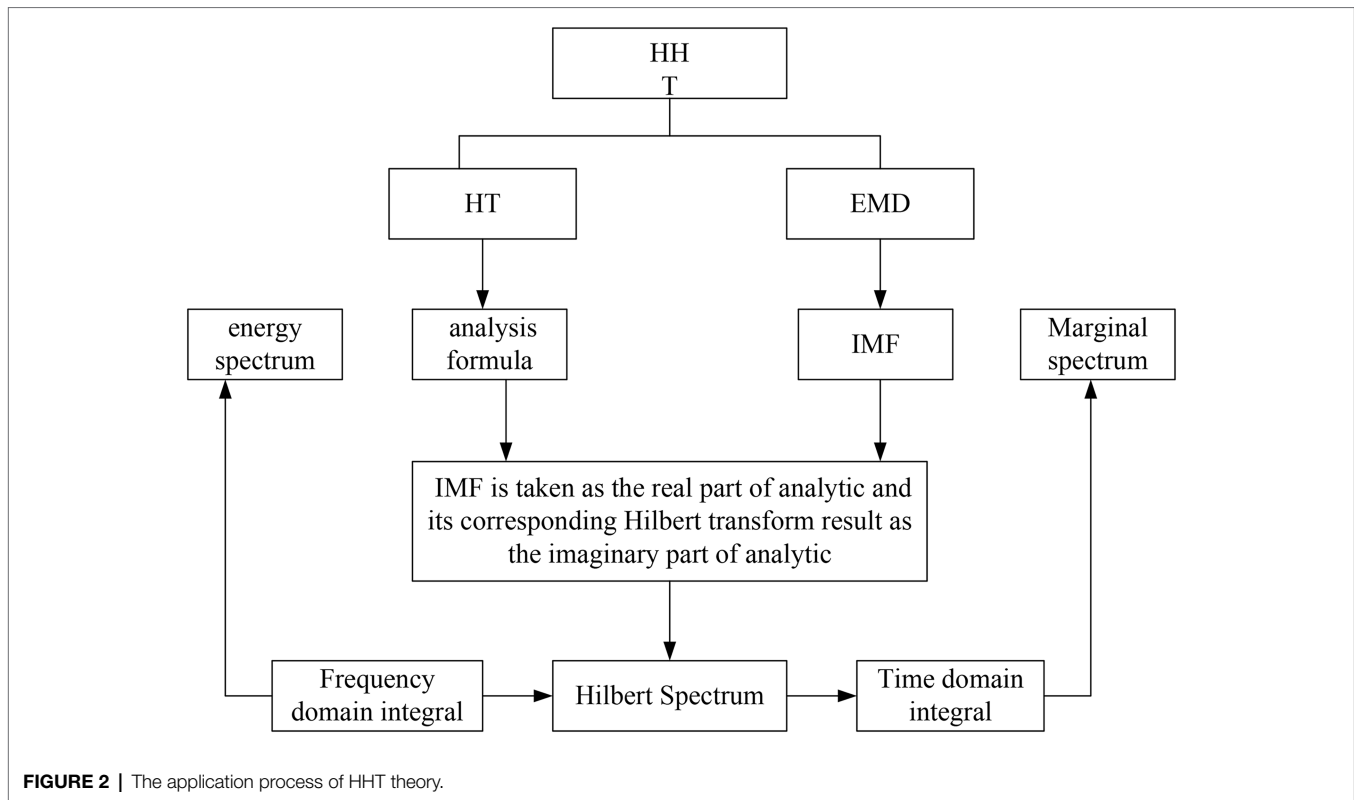 HH
T
HT
EMD
energy
spectrum
analysis
formula
IMF
Marginal
spectrum
IMF is taken as the real part of analytic and
its corresponding Hilbert transform result as
the imaginary part of analytic
Frequency
domain integral
Hilbert Spectrum
Time domain
integral
FIGURE 2 | The application process of HHT theory.